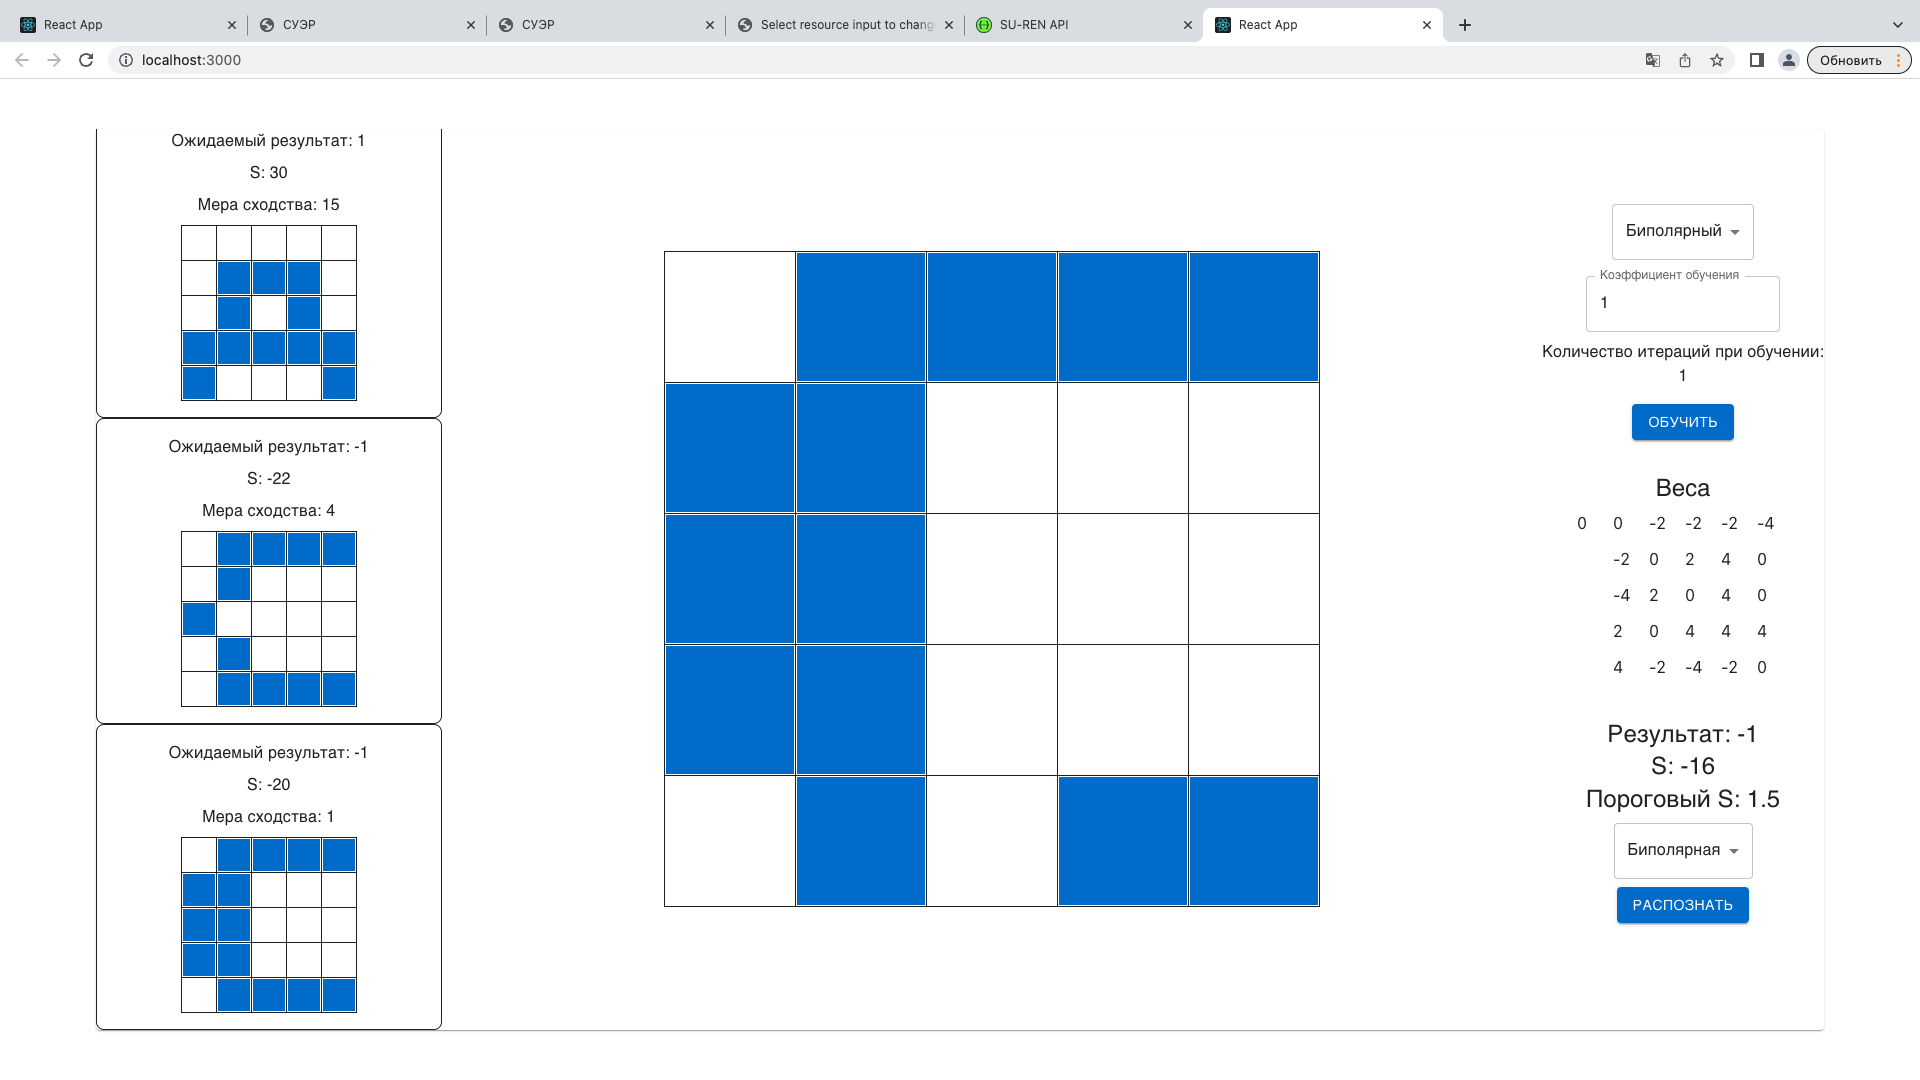 React App
СУЭР
СУЭР
Select resource input to chang
SU-REN API
React App
localhost:3000
Обновить
Ожидаемый результат: 1
S: 30
Мера сходства: 15
Ожидаемый результат: -1
S: -22
Мера сходства: 4
Ожидаемый результат: -1
S: -20
Мера сходства: 1
Биполярный
Коэффициент обучения
1
Количество итераций при обучении:
1
ОБУЧИТЬ
Веса
0 0 -2 -2 -2 -4
-2 0 2 4 0
-4 2 0 4 0
2 0 4 4 4
4 -2 -4 -2 0
Результат: -1
S: -16
Пороговый S: 1.5
Биполярная
РАСПОЗНАТЬ